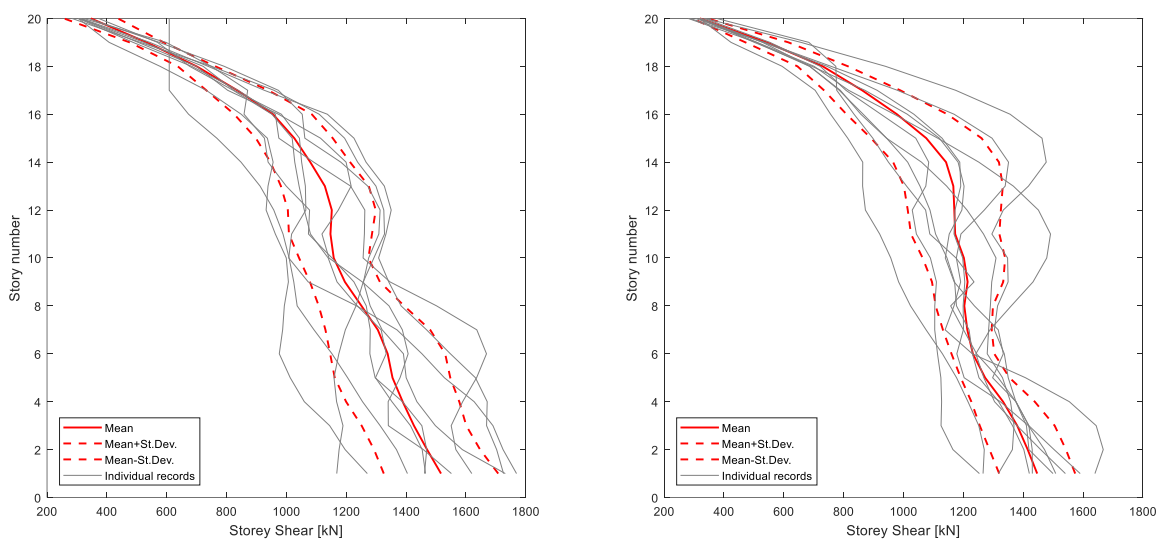 20
18
16
14
12
10
8
6
4
2
0
Story number
Mean
Mean+St.Dev.
Mean-St.Dev.
Individual records
200 400 600 800 1000 1200 1400 1600 1800
Storey Shear [kN]
20
18
16
14
12
10
8
6
4
2
0
Story number
Mean
Mean+St.Dev.
Mean-St.Dev.
Individual records
200 400 600 800 1000 1200 1400 1600 1800
Storey Shear [kN]